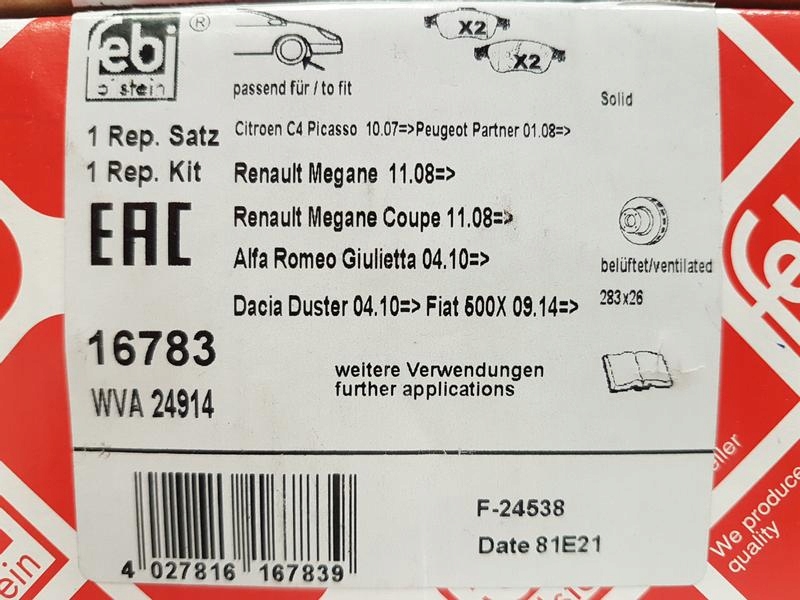 febi ®
bilstein
X2
X2
passend für / to fit
Solid
1 Rep. Satz
1 Rep. Kit
Citroen C4 Picasso 10.07=>Peugeot Partner 01.08=>
Renault Megane 11.08=>
Renault Megane Coupe 11.08=>
EAC
Alfa Romeo Giulietta 04.10=>
belüftet/ventilated
283x26
Dacia Duster 04.10=> Fiat 500X 09.14=>
16783
WVA 24914
weitere Verwendungen
further applications
F-24538
Date 81E21
4 027816 167839
We produce
quality